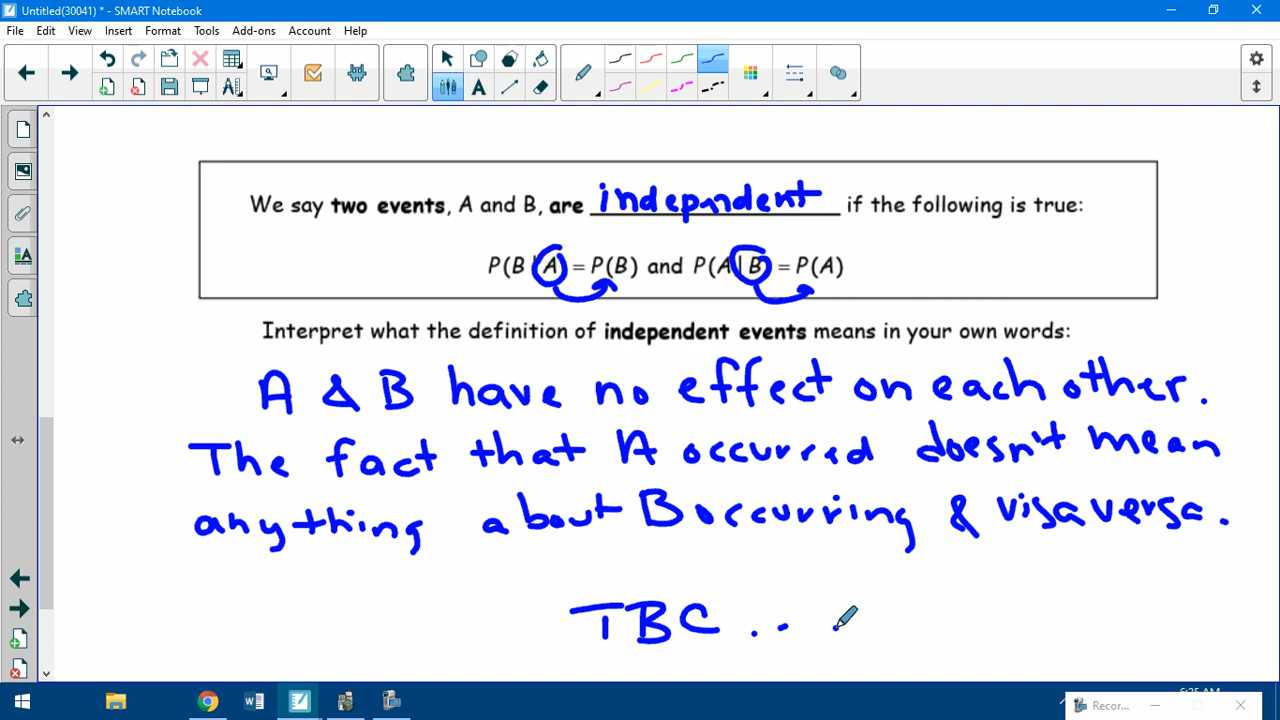 Untitled(30041) * - SMART Notebook
File Edit View Insert Format Tools Add-ons Account Help
We say two events, A and B, are independent if the following is true:
P(B | A) = P(B) and P(A | B) = P(A)
Interpret what the definition of independent events means in your own words:
A & B have no effect on each other.
The fact that A occurred doesn't mean
anything about B occurring & visa versa.
TBC ...
Recor...